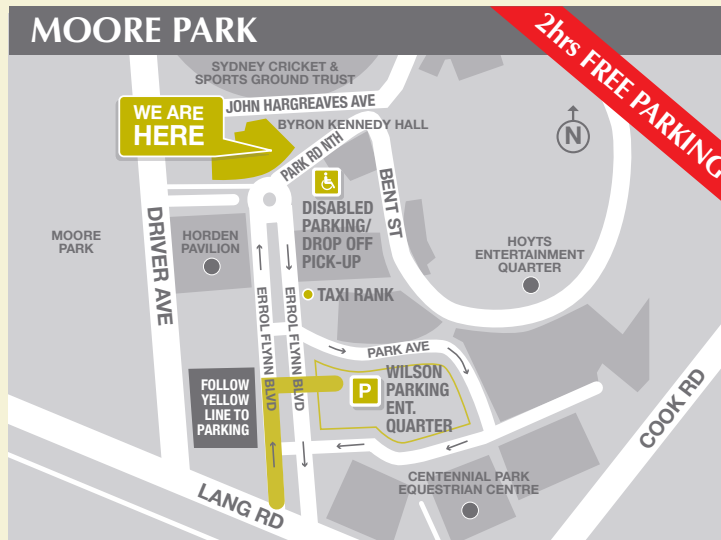 MOORE PARK
2hrs FREE PARKING
SYDNEY CRICKET &
SPORTS GROUND TRUST
JOHN HARGREAVES AVE
WE ARE
HERE
BYRON KENNEDY HALL
PARK RD NTH
N
BENT ST
DISABLED
PARKING/
DROP OFF
PICK-UP
DRIVER AVE
MOORE
PARK
HORDEN
PAVILION
HOYTS
ENTERTAINMENT
QUARTER
TAXI RANK
ERROL FLYNN BLVD
ERROL FLYNN BLVD
PARK AVE
FOLLOW
YELLOW
LINE TO
PARKING
P
WILSON
PARKING
ENT.
QUARTER
COOK RD
CENTENNIAL PARK
EQUESTRIAN CENTRE
LANG RD